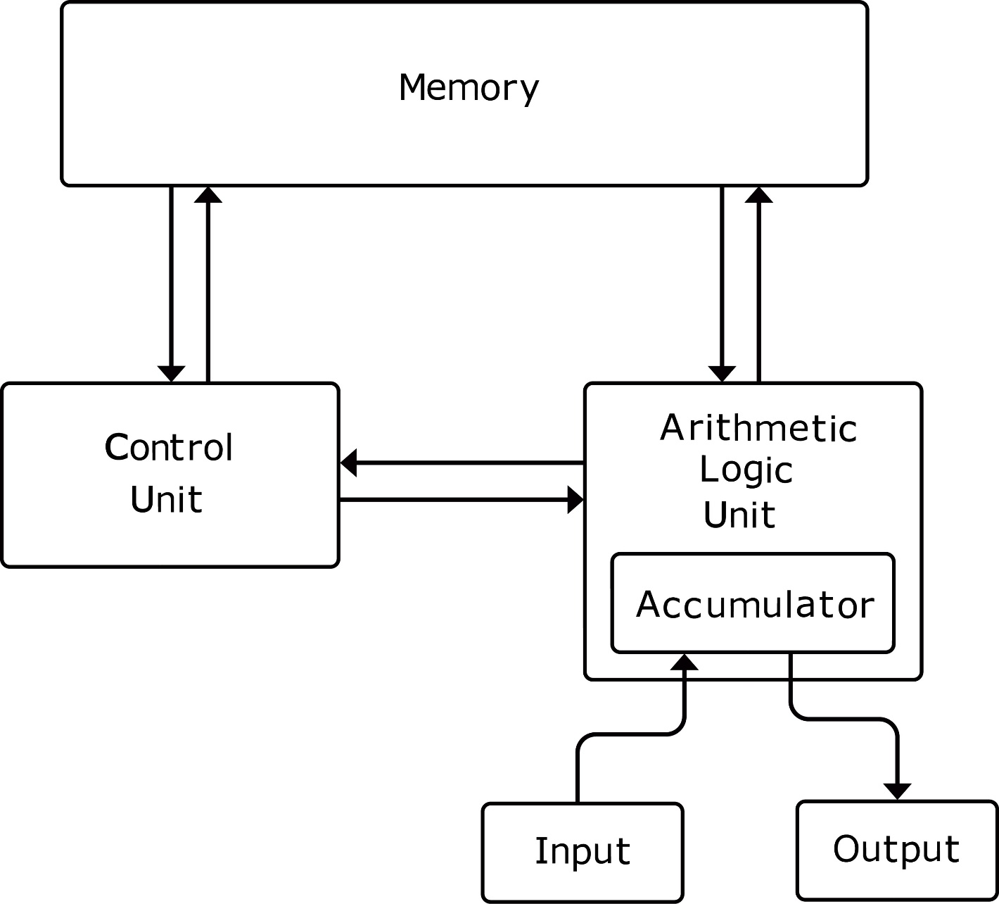 Memory
Control
Unit
Arithmetic
Logic
Unit
Accumulator
Input
Output